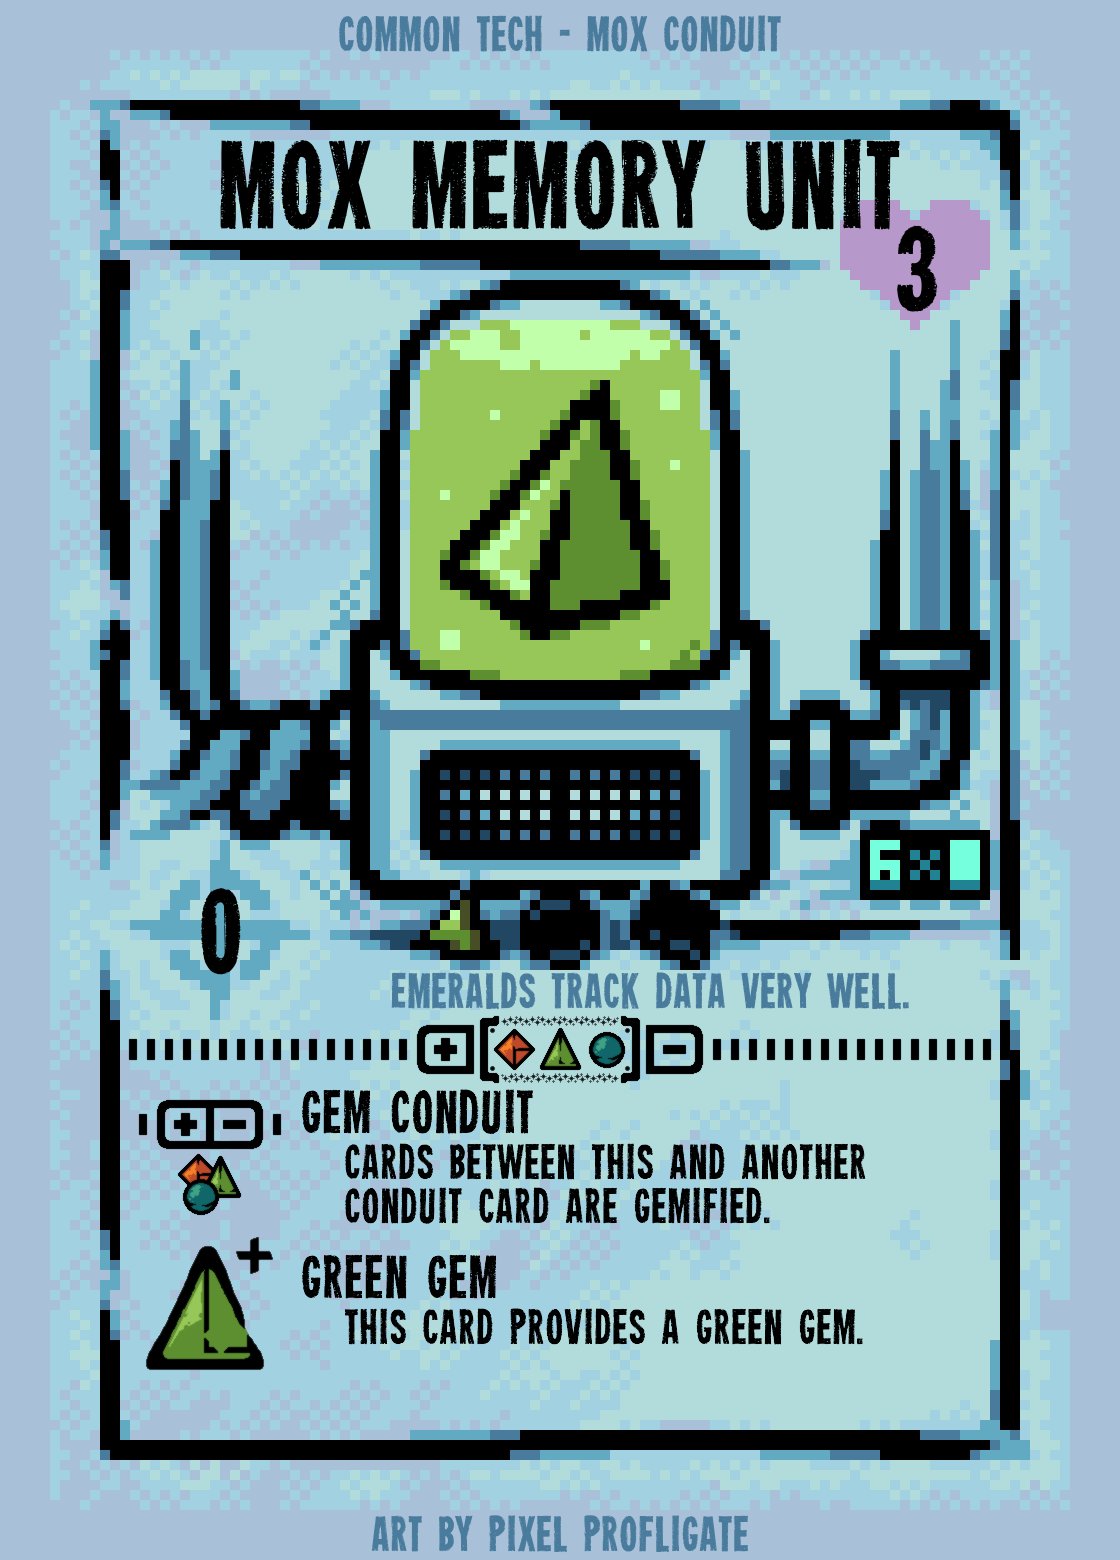 COMMON TECH - MOX CONDUIT
MOX MEMORY UNIT
3
6x
0
EMERALDS TRACK DATA VERY WELL.
GEM CONDUIT
CARDS BETWEEN THIS AND ANOTHER
CONDUIT CARD ARE GEMIFIED.
GREEN GEM
THIS CARD PROVIDES A GREEN GEM.
ART BY PIXEL PROFLIGATE